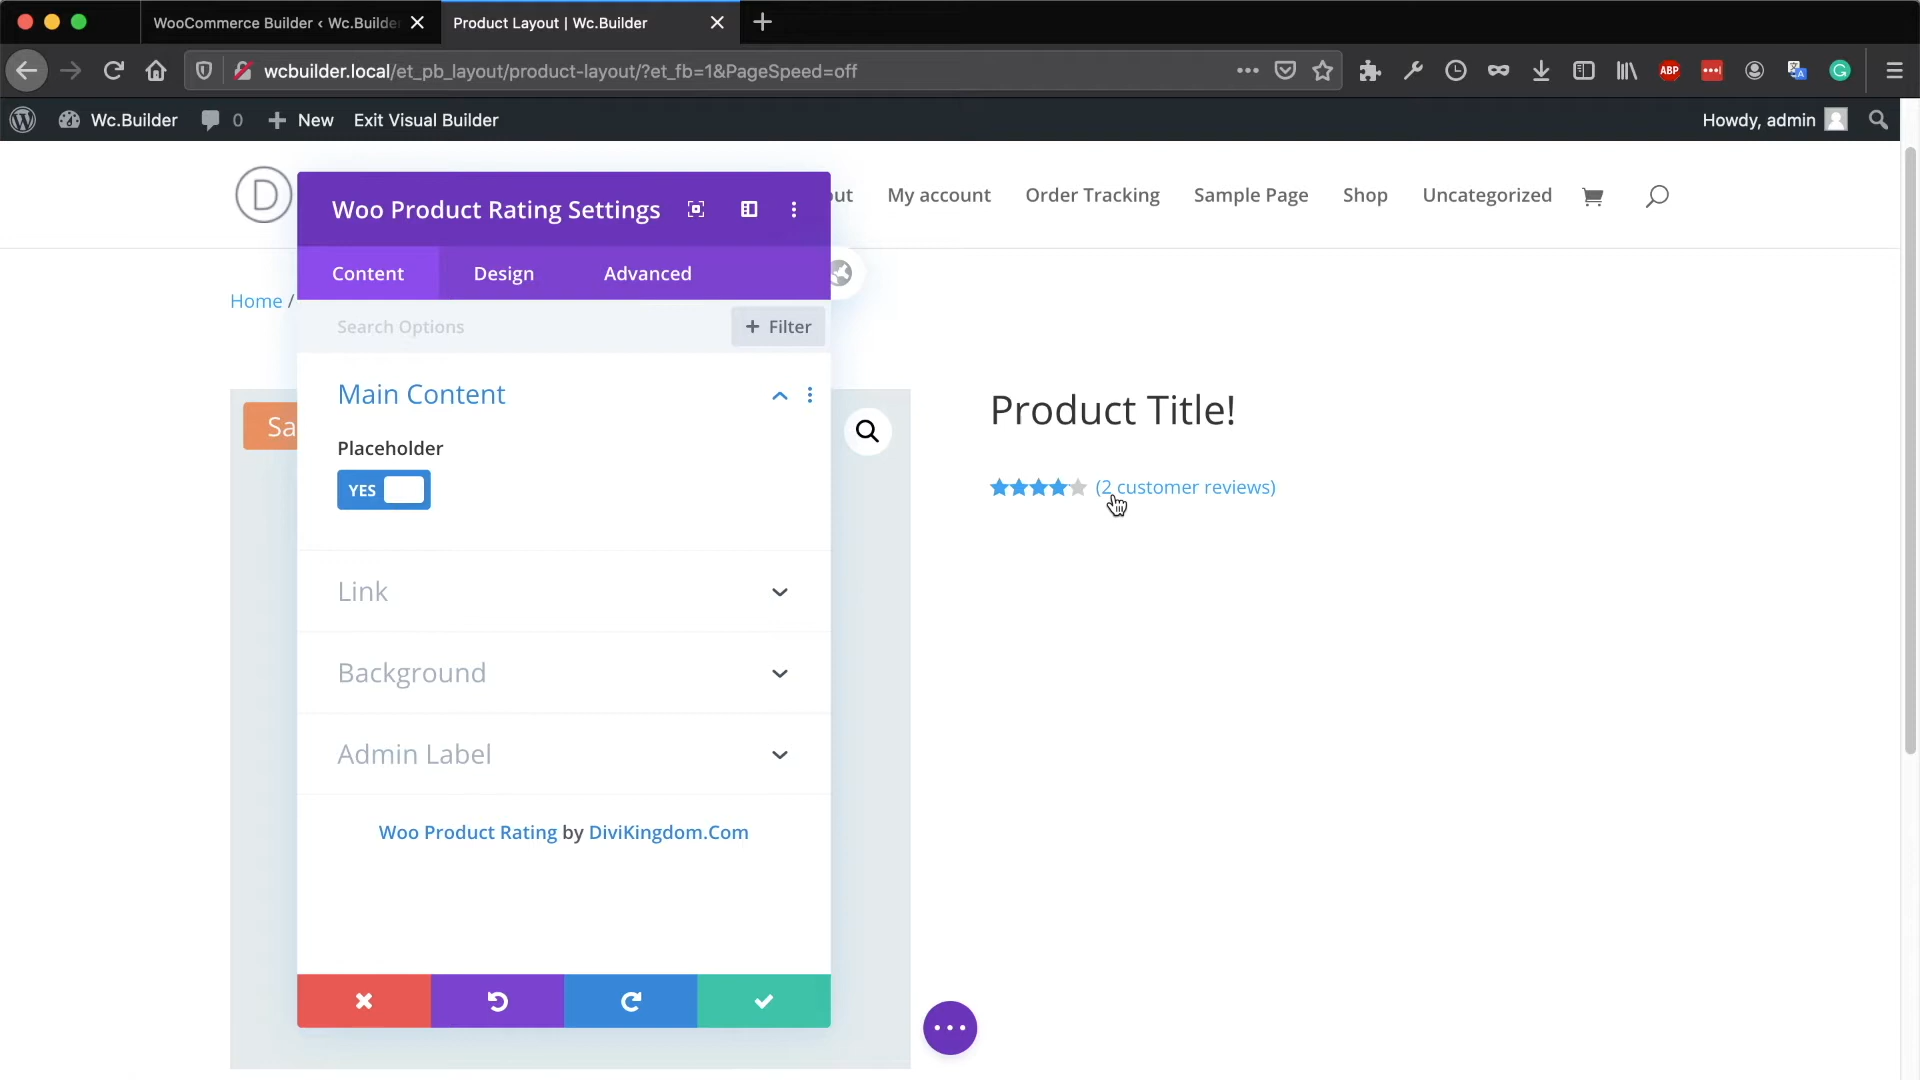 WooCommerce Builder ‹ Wc.Builde
Product Layout | Wc.Builder
wcbuilder.local/et_pb_layout/product-layout/?et_fb=1&PageSpeed=off
ABP
Wc.Builder
0
New
Exit Visual Builder
Howdy, admin
D
out
My account
Order Tracking
Sample Page
Shop
Uncategorized
Woo Product Rating Settings
Content
Design
Advanced
Home /
Search Options
+ Filter
Main Content
Sa
Placeholder
YES
Product Title!
(2 customer reviews)
Link
Background
Admin Label
Woo Product Rating by DiviKingdom.Com